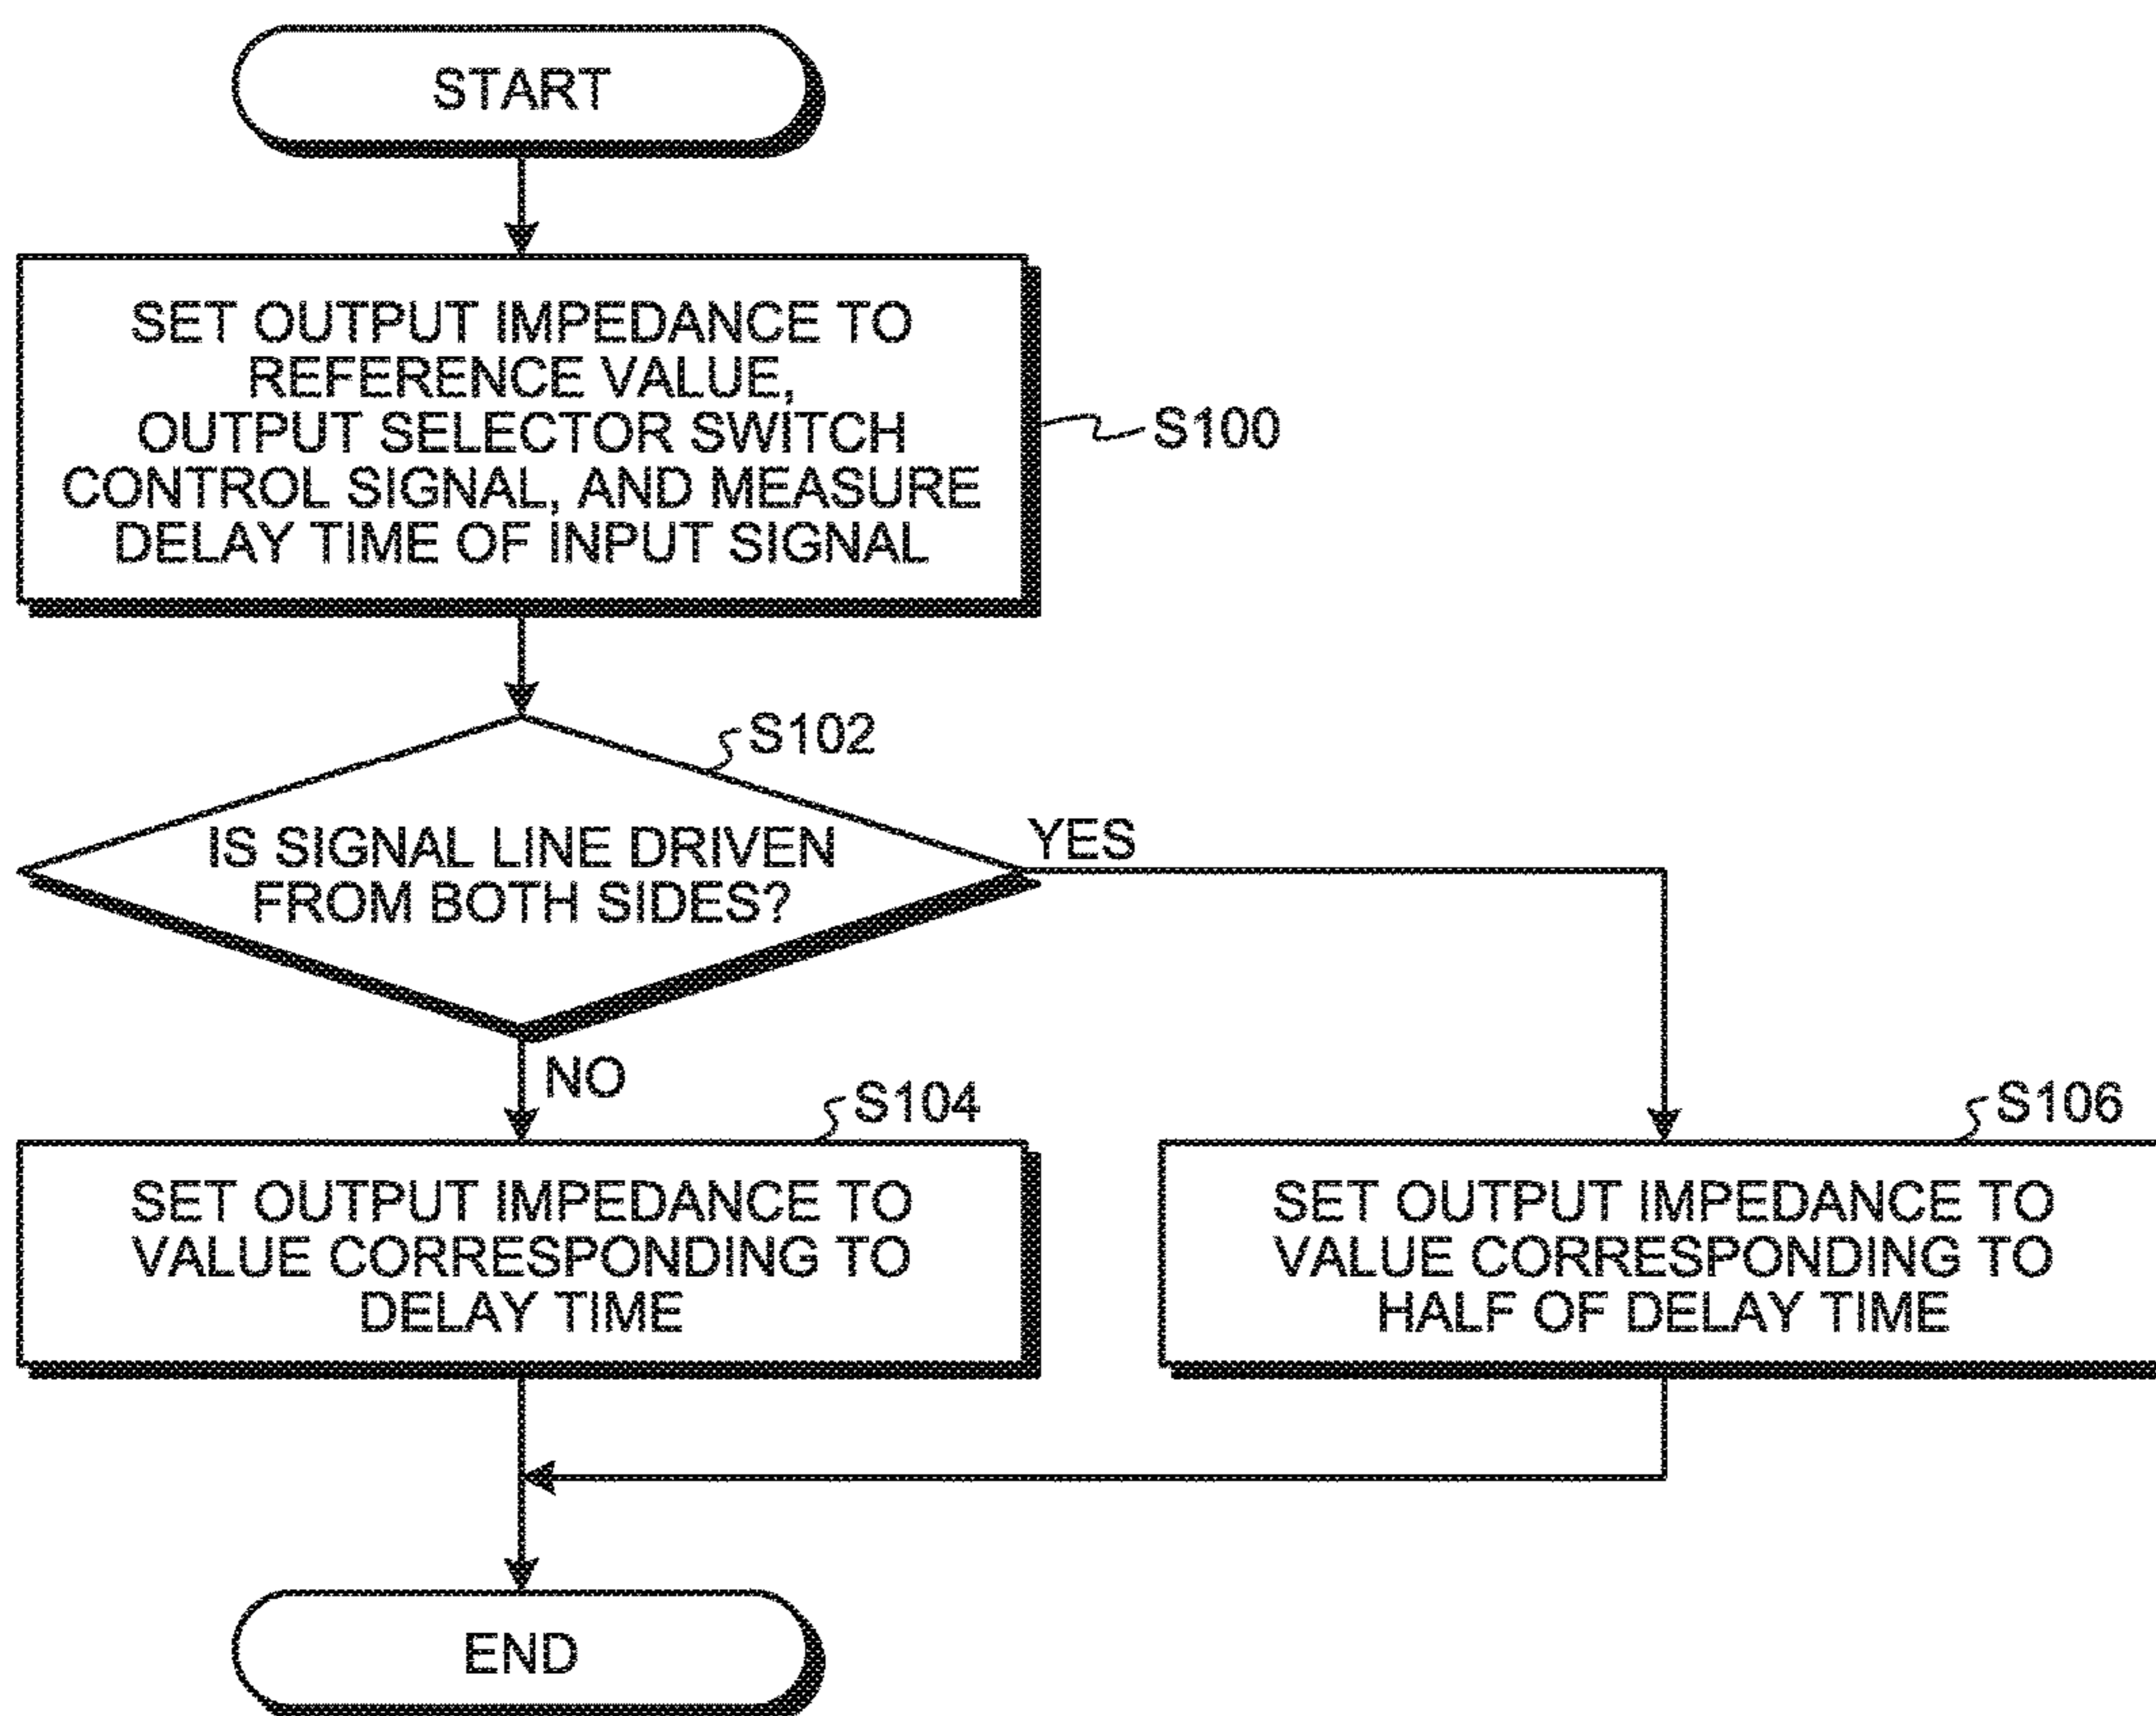 START
SET OUTPUT IMPEDANCE TO
REFERENCE VALUE,
OUTPUT SELECTOR SWITCH
CONTROL SIGNAL, AND MEASURE
DELAY TIME OF INPUT SIGNAL
S100
S102
IS SIGNAL LINE DRIVEN
FROM BOTH SIDES?
YES
NO
S104
SET OUTPUT IMPEDANCE TO
VALUE CORRESPONDING TO
DELAY TIME
S106
SET OUTPUT IMPEDANCE TO
VALUE CORRESPONDING TO
HALF OF DELAY TIME
END